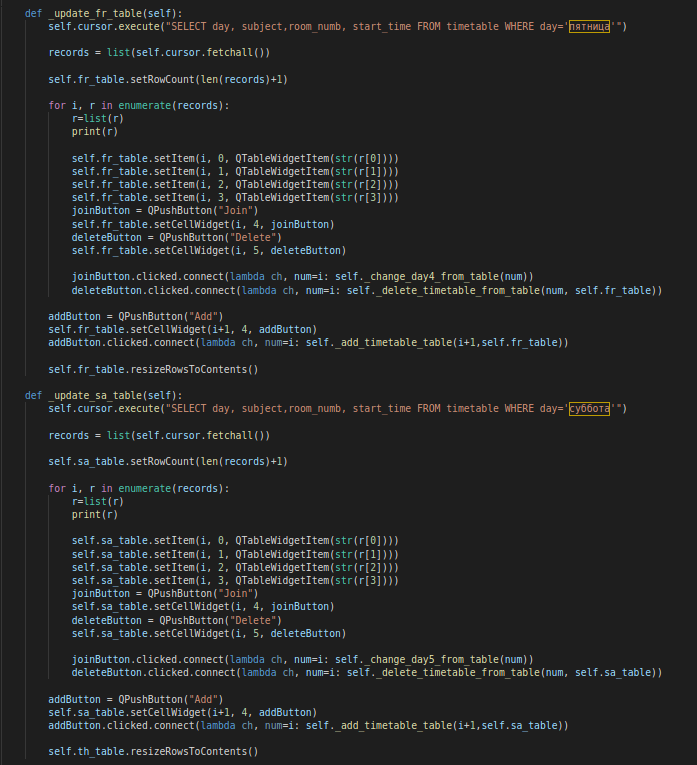 def _update_fr_table(self):
    self.cursor.execute("SELECT day, subject,room_numb, start_time FROM timetable WHERE day='пятница'")

    records = list(self.cursor.fetchall())

    self.fr_table.setRowCount(len(records)+1)

    for i, r in enumerate(records):
        r=list(r)
        print(r)

        self.fr_table.setItem(i, 0, QTableWidgetItem(str(r[0])))
        self.fr_table.setItem(i, 1, QTableWidgetItem(str(r[1])))
        self.fr_table.setItem(i, 2, QTableWidgetItem(str(r[2])))
        self.fr_table.setItem(i, 3, QTableWidgetItem(str(r[3])))
        joinButton = QPushButton("Join")
        self.fr_table.setCellWidget(i, 4, joinButton)
        deleteButton = QPushButton("Delete")
        self.fr_table.setCellWidget(i, 5, deleteButton)

        joinButton.clicked.connect(lambda ch, num=i: self._change_day4_from_table(num))
        deleteButton.clicked.connect(lambda ch, num=i: self._delete_timetable_from_table(num, self.fr_table))

    addButton = QPushButton("Add")
    self.fr_table.setCellWidget(i+1, 4, addButton)
    addButton.clicked.connect(lambda ch, num=i: self._add_timetable_table(i+1,self.fr_table))

    self.fr_table.resizeRowsToContents()

def _update_sa_table(self):
    self.cursor.execute("SELECT day, subject,room_numb, start_time FROM timetable WHERE day='суббота'")

    records = list(self.cursor.fetchall())

    self.sa_table.setRowCount(len(records)+1)

    for i, r in enumerate(records):
        r=list(r)
        print(r)

        self.sa_table.setItem(i, 0, QTableWidgetItem(str(r[0])))
        self.sa_table.setItem(i, 1, QTableWidgetItem(str(r[1])))
        self.sa_table.setItem(i, 2, QTableWidgetItem(str(r[2])))
        self.sa_table.setItem(i, 3, QTableWidgetItem(str(r[3])))
        joinButton = QPushButton("Join")
        self.sa_table.setCellWidget(i, 4, joinButton)
        deleteButton = QPushButton("Delete")
        self.sa_table.setCellWidget(i, 5, deleteButton)

        joinButton.clicked.connect(lambda ch, num=i: self._change_day5_from_table(num))
        deleteButton.clicked.connect(lambda ch, num=i: self._delete_timetable_from_table(num, self.sa_table))

    addButton = QPushButton("Add")
    self.sa_table.setCellWidget(i+1, 4, addButton)
    addButton.clicked.connect(lambda ch, num=i: self._add_timetable_table(i+1,self.sa_table))

    self.th_table.resizeRowsToContents()